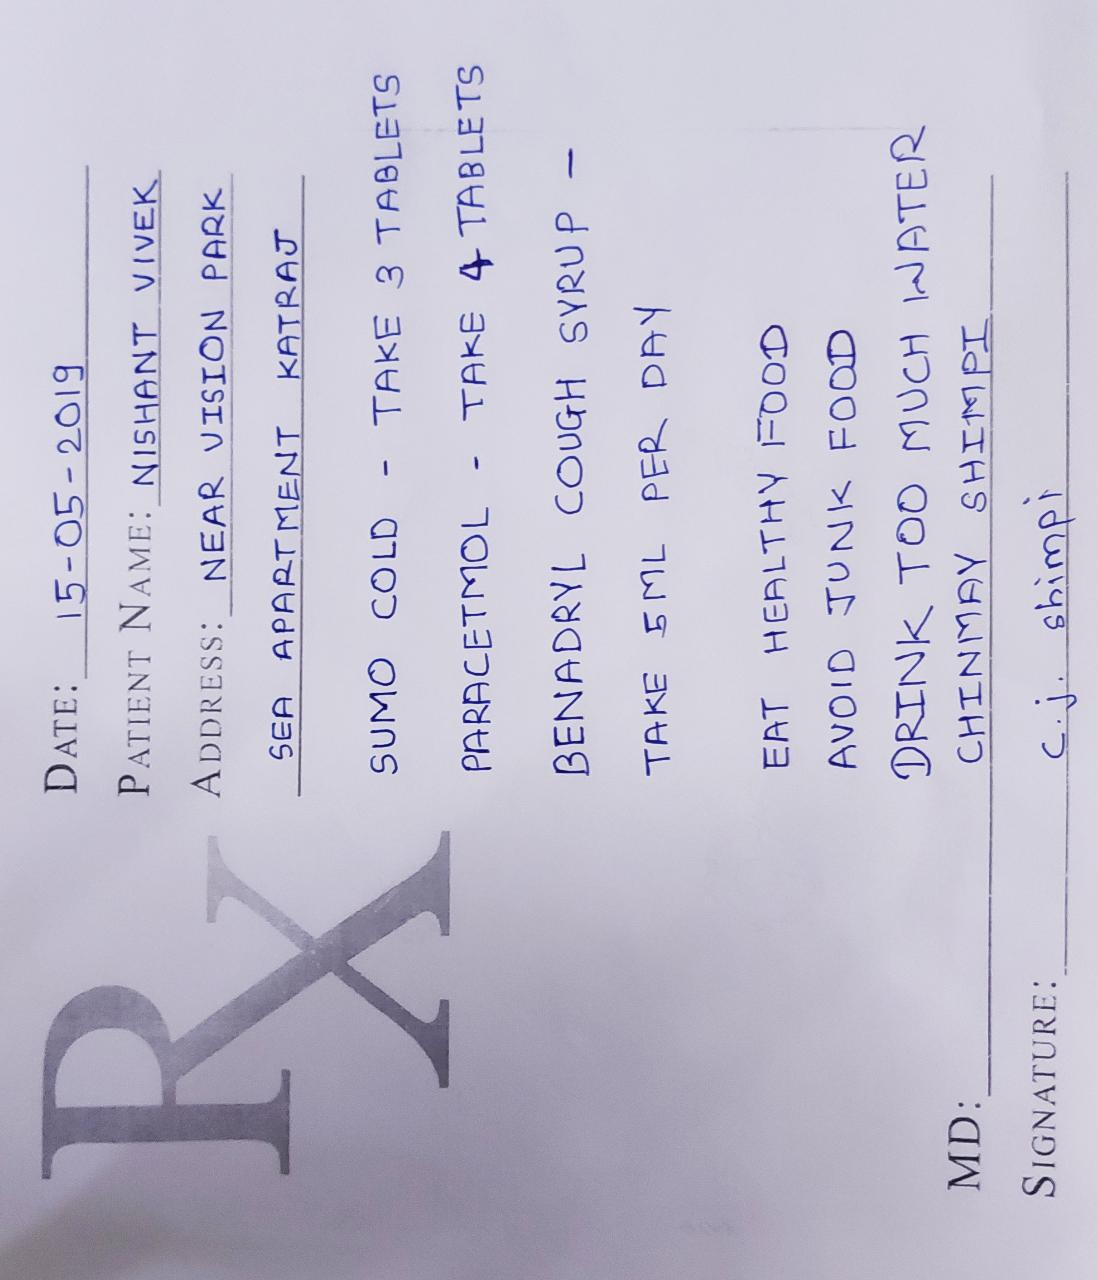 RX
DATE: 15-05-2019
PATIENT NAME: NISHANT VIVEK
ADDRESS: NEAR VISION PARK
SEA APARTMENT KATRAJ
SUMO COLD - TAKE 3 TABLETS
PARACETMOL - TAKE 4 TABLETS
BENADRYL COUGH SYRUP -
TAKE 5 ML PER DAY
EAT HEALTHY FOOD
AVOID JUNK FOOD
DRINK TOO MUCH WATER
MD: CHINMAY SHIMPI
SIGNATURE: c.j. shimpi